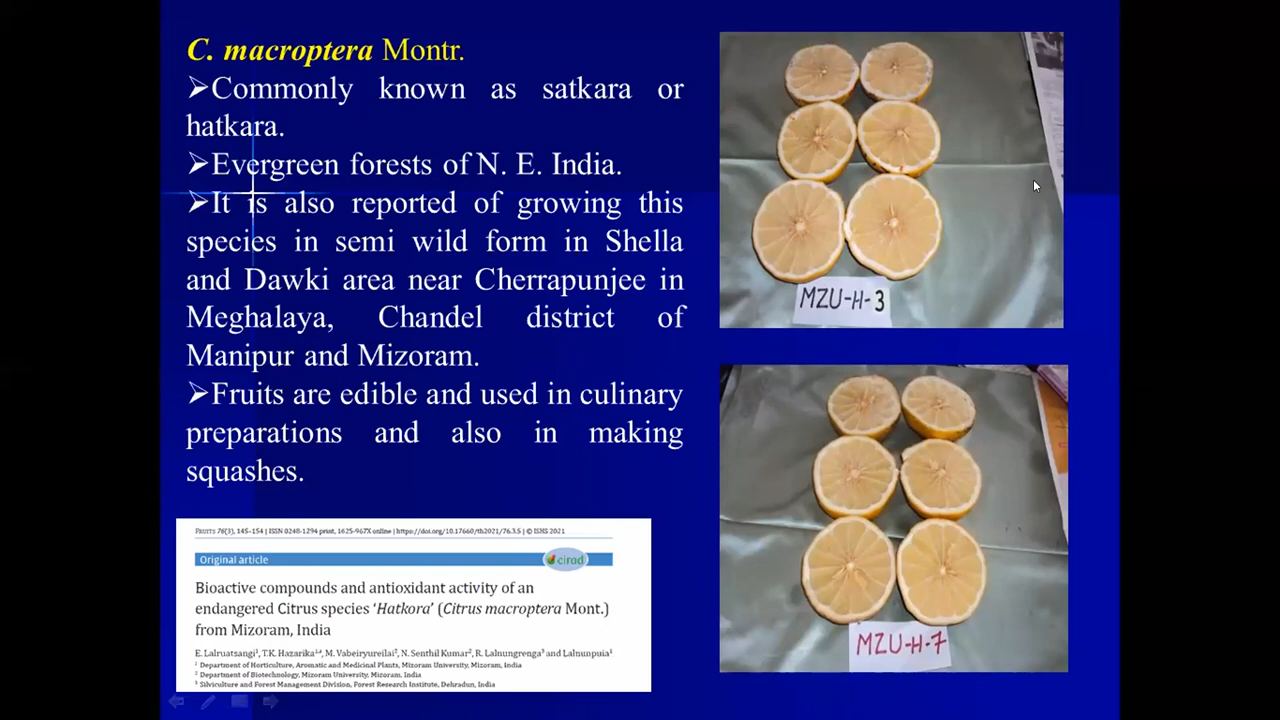 C. macroptera Montr.
➢Commonly known as satkara or
hatkara.
➢Evergreen forests of N. E. India.
➢It is also reported of growing this
species in semi wild form in Shella
and Dawki area near Cherrapunjee in
Meghalaya, Chandel district of
Manipur and Mizoram.
➢Fruits are edible and used in culinary
preparations and also in making
squashes.
FRUITS 76(3), 145–154 | ISSN 0248-1294 print, 1625-967X online | https://doi.org/10.17660/th2021/76.3.5 | © ISHS 2021
Original article
cirad
Bioactive compounds and antioxidant activity of an
endangered Citrus species ‘Hatkora’ (Citrus macroptera Mont.)
from Mizoram, India
E. Lalruatsangi¹, T.K. Hazarika¹,ᵃ, M. Vabeiryureilai², N. Senthil Kumar², R. Lalnungrenga³ and Lalnunpuia¹
¹ Department of Horticulture, Aromatic and Medicinal Plants, Mizoram University, Mizoram, India
² Department of Biotechnology, Mizoram University, Mizoram, India
³ Silviculture and Forest Management Division, Forest Research Institute, Dehradun, India
MZU-H-3
MZU-H-7